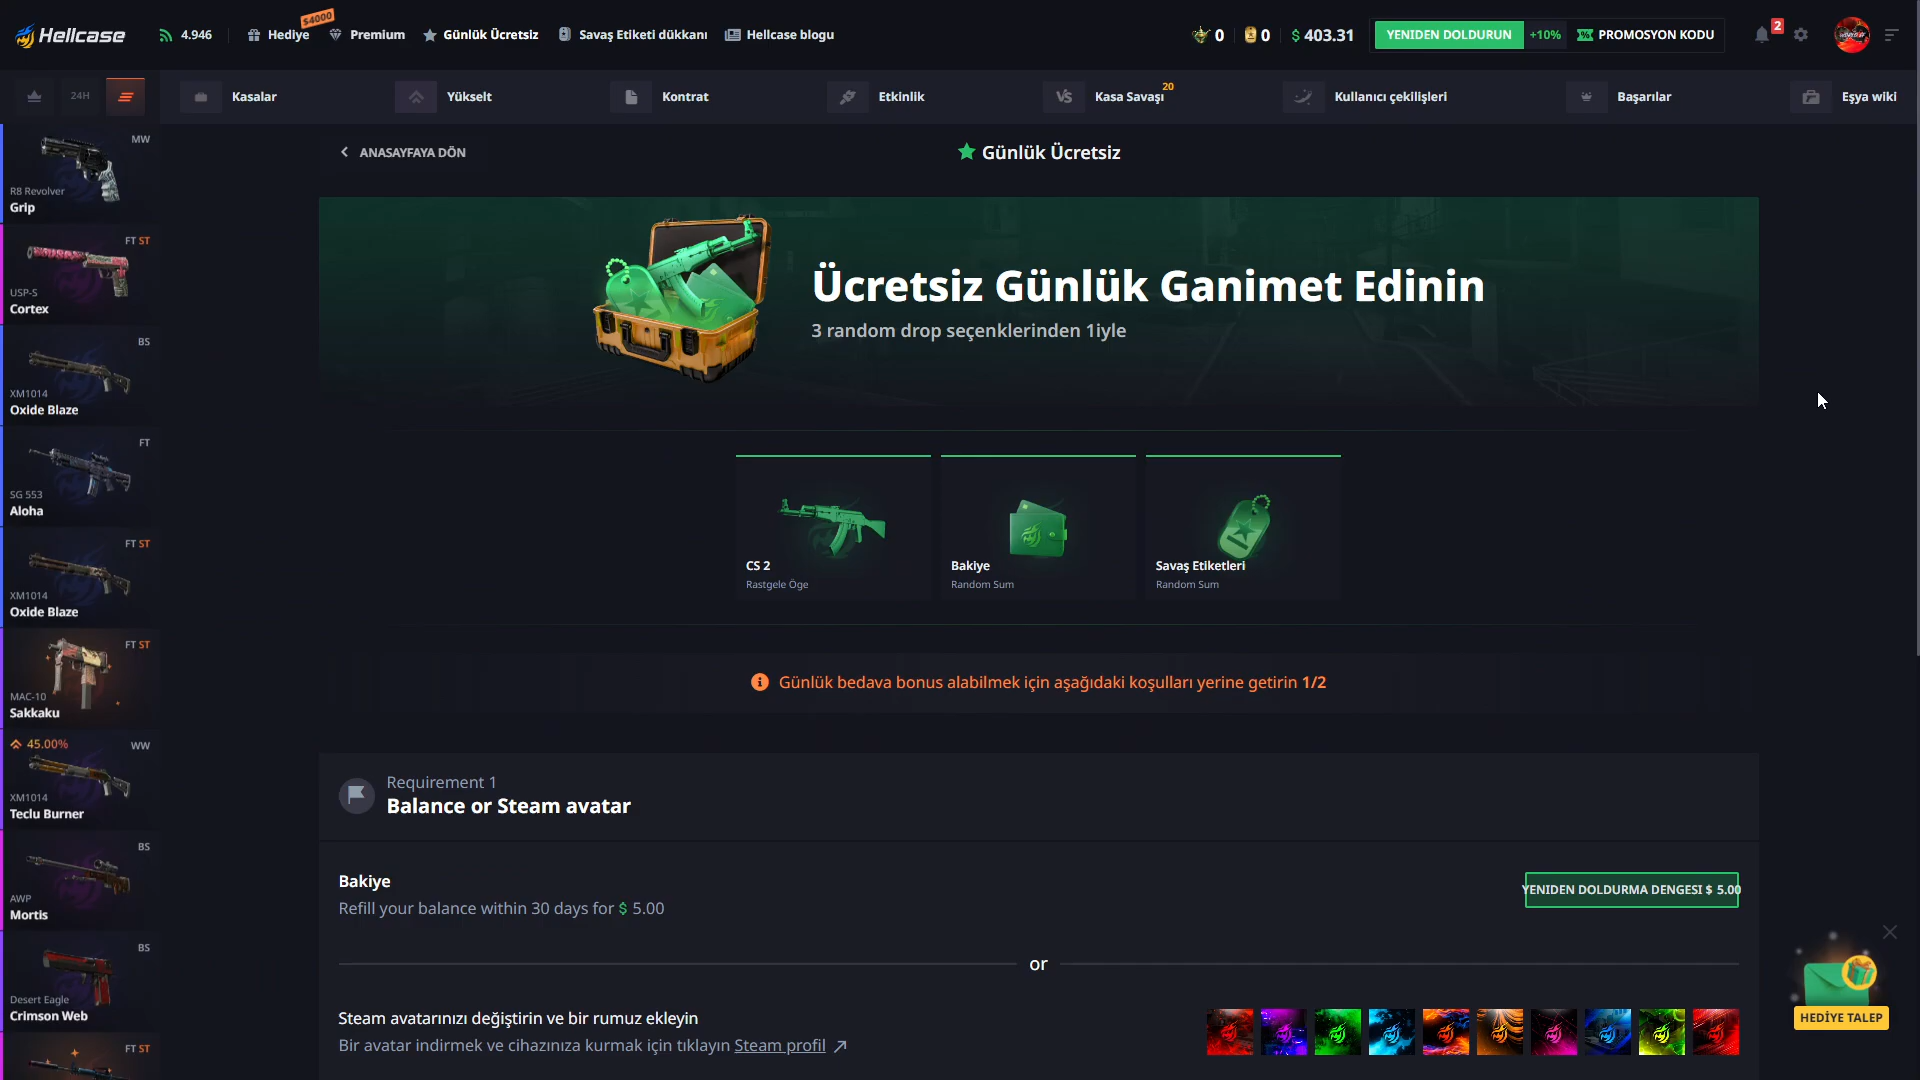 Hellcase
4.946
Hediye
$4000
Premium
Günlük Ücretsiz
Savaş Etiketi dükkanı
Hellcase blogu
0
0
$ 403.31
YENIDEN DOLDURUN
+10%
PROMOSYON KODU
2
24H
Kasalar
Yükselt
Kontrat
Etkinlik
VS
Kasa Savaşı
20
Kullanıcı çekilişleri
Başarılar
Eşya wiki
MW
R8 Revolver
Grip
FT ST
USP-S
Cortex
BS
XM1014
Oxide Blaze
FT
SG 553
Aloha
FT ST
XM1014
Oxide Blaze
FT ST
MAC-10
Sakkaku
45.00%
WW
XM1014
Teclu Burner
BS
AWP
Mortis
BS
Desert Eagle
Crimson Web
FT ST
ANASAYFAYA DÖN
Günlük Ücretsiz
Ücretsiz Günlük Ganimet Edinin
3 random drop seçenklerinden 1iyle
CS 2
Rastgele Öge
Bakiye
Random Sum
Savaş Etiketleri
Random Sum
Günlük bedava bonus alabilmek için aşağıdaki koşulları yerine getirin 1/2
Requirement 1
Balance or Steam avatar
Bakiye
Refill your balance within 30 days for $ 5.00
YENIDEN DOLDURMA DENGESI $ 5.00
or
Steam avatarınızı değiştirin ve bir rumuz ekleyin
Bir avatar indirmek ve cihazınıza kurmak için tıklayın Steam profil
HEDİYE TALEP